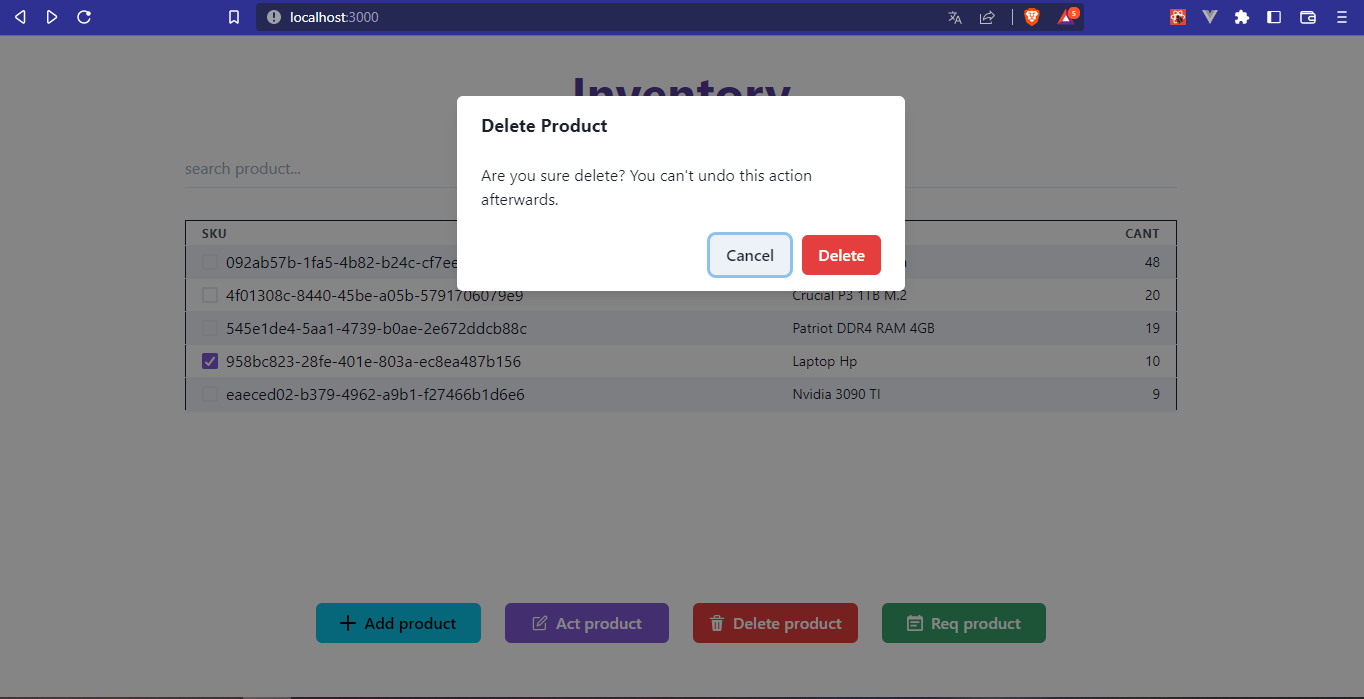 localhost:3000
5
Inventory
Delete Product
search product...
Are you sure delete? You can't undo this action
afterwards.
Cancel Delete
SKU CANT
092ab57b-1fa5-4b82-b24c-cf7ee 48
4f01308c-8440-45be-a05b-5791706079e9 Crucial P3 1TB M.2 20
545e1de4-5aa1-4739-b0ae-2e672ddcb88c Patriot DDR4 RAM 4GB 19
958bc823-28fe-401e-803a-ec8ea487b156 Laptop Hp 10
eaeced02-b379-4962-a9b1-f27466b1d6e6 Nvidia 3090 TI 9
Add product Act product Delete product Req product